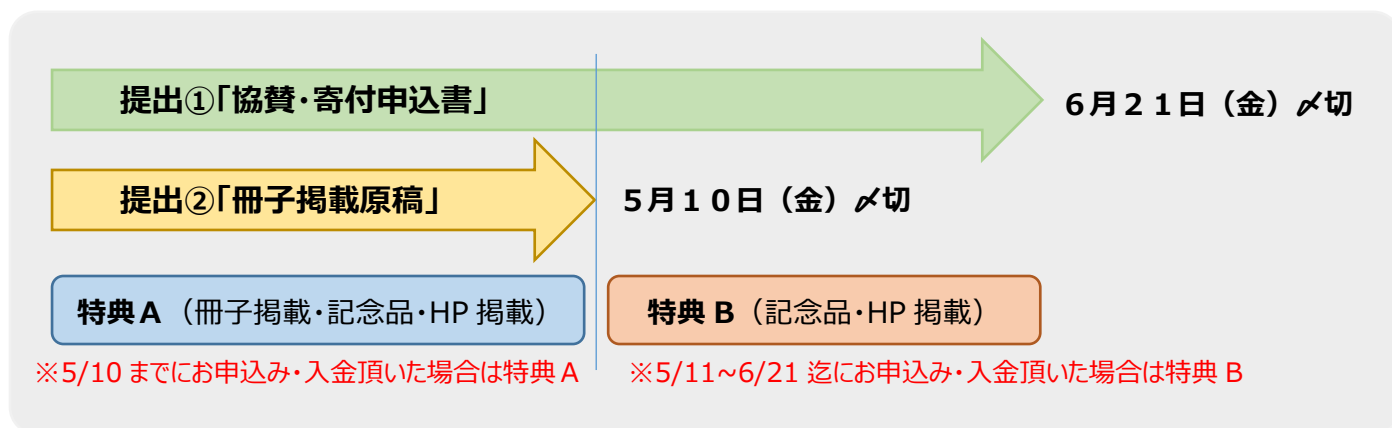 提出①「協賛・寄付申込書」
６月２１日（金）〆切
提出②「冊子掲載原稿」
５月１０日（金）〆切
特典A（冊子掲載・記念品・HP 掲載）
特典 B（記念品・HP 掲載）
※5/10 までにお申込み・入金頂いた場合は特典 A
※5/11~6/21 迄にお申込み・入金頂いた場合は特典 B